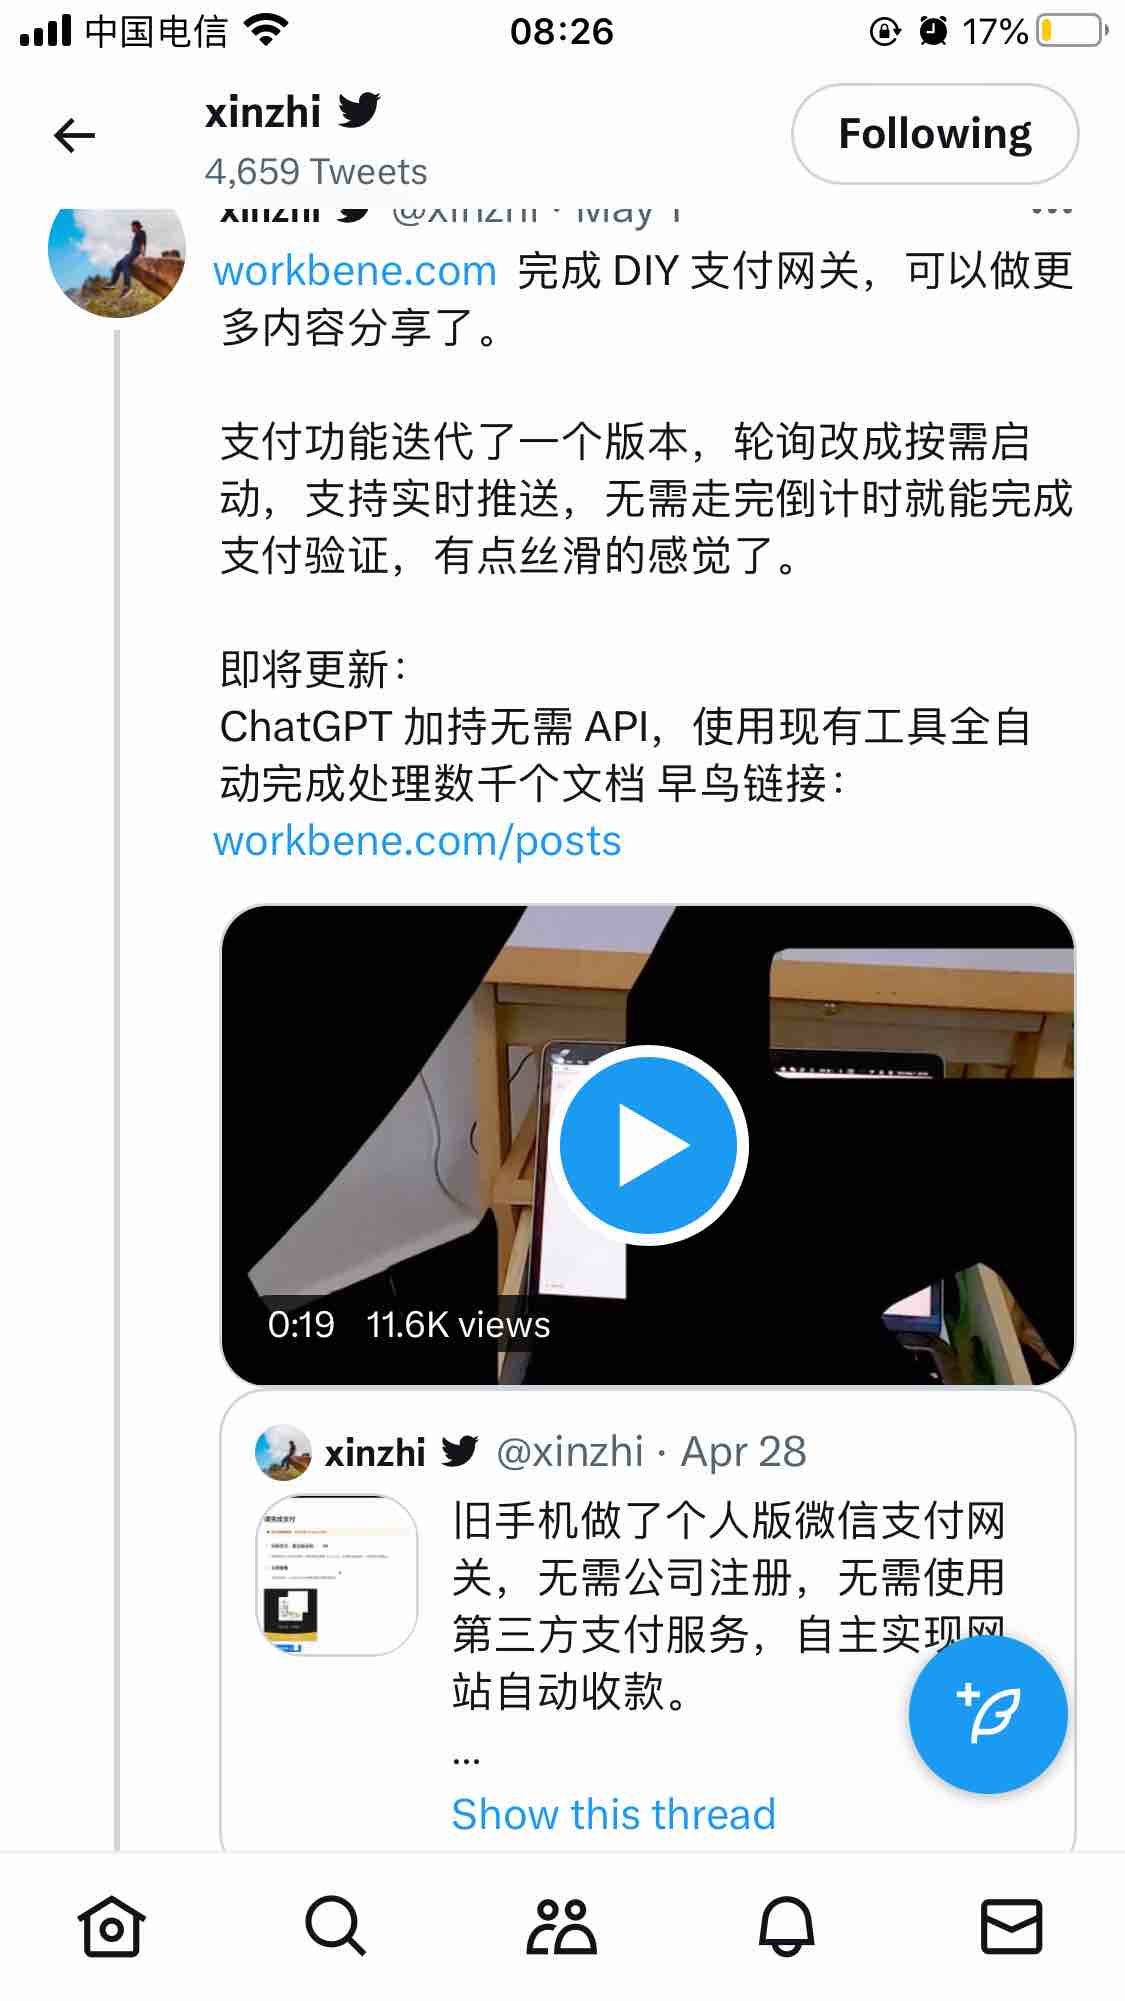 中国电信
08:26
17%
xinzhi
4,659 Tweets
Following
xinzhi @xinzhi · May 1
workbene.com 完成 DIY 支付网关，可以做更
多内容分享了。
支付功能迭代了一个版本，轮询改成按需启
动，支持实时推送，无需走完倒计时就能完成
支付验证，有点丝滑的感觉了。
即将更新：
ChatGPT 加持无需 API，使用现有工具全自
动完成处理数千个文档 早鸟链接：
workbene.com/posts
0:19 11.6K views
xinzhi @xinzhi · Apr 28
旧手机做了个人版微信支付网
关，无需公司注册，无需使用
第三方支付服务，自主实现网
站自动收款。
...
Show this thread